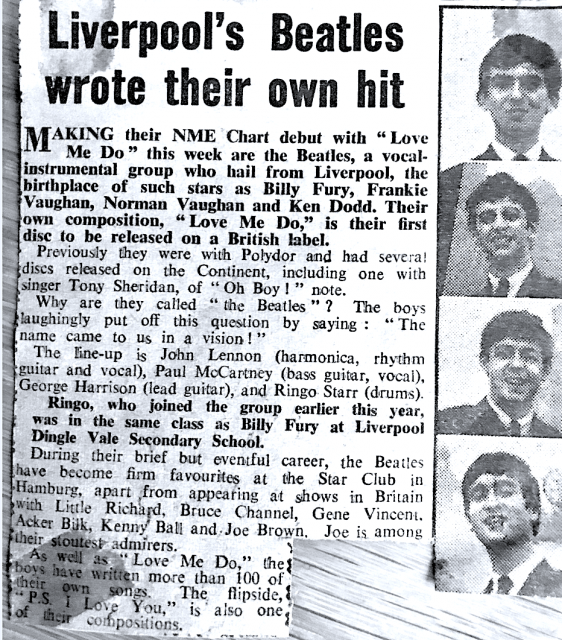 Liverpool's Beatles
wrote their own hit
MAKING their NME Chart debut with "Love
Me Do" this week are the Beatles, a vocal-
instrumental group who hail from Liverpool, the
birthplace of such stars as Billy Fury, Frankie
Vaughan, Norman Vaughan and Ken Dodd. Their
own composition, "Love Me Do," is their first
disc to be released on a British label.
Previously they were with Polydor and had several
discs released on the Continent, including one with
singer Tony Sheridan, of "Oh Boy!" note.
Why are they called "the Beatles"? The boys
laughingly put off this question by saying: "The
name came to us in a vision!"
The line-up is John Lennon (harmonica, rhythm
guitar and vocal), Paul McCartney (bass guitar, vocal),
George Harrison (lead guitar), and Ringo Starr (drums).
Ringo, who joined the group earlier this year,
was in the same class as Billy Fury at Liverpool
Dingle Vale Secondary School.
During their brief but eventful career, the Beatles
have become firm favourites at the Star Club in
Hamburg, apart from appearing at shows in Britain
with Little Richard, Bruce Channel, Gene Vincent,
Acker Bilk, Kenny Ball and Joe Brown. Joe is among
their stoutest admirers.
As well as "Love Me Do," the
boys have written more than 100 of
their own songs. The flipside,
"P.S. I Love You," is also one
of their compositions.